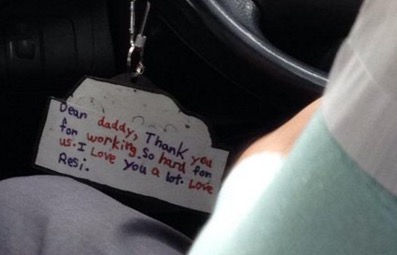 Dear daddy, Thank you
for working so hard for
us. I Love you a lot. Love
Resi.